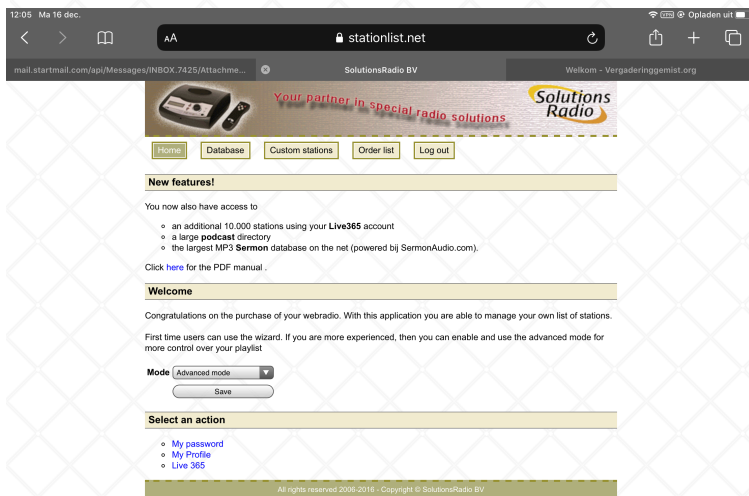 12:05 Ma 16 dec.
VPN Opladen uit
AA
stationlist.net
mail.startmail.com/api/Messages/INBOX.7425/Attachme...
SolutionsRadio BV
Welkom - Vergaderinggemist.org
Your partner in special radio solutions
Solutions
Radio
Home
Database
Custom stations
Order list
Log out
New features!
You now also have access to
an additional 10.000 stations using your Live365 account
a large podcast directory
the largest MP3 Sermon database on the net (powered bij SermonAudio.com).
Click here for the PDF manual .
Welcome
Congratulations on the purchase of your webradio. With this application you are able to manage your own list of stations.
First time users can use the wizard. If you are more experienced, then you can enable and use the advanced mode for
more control over your playlist
Mode Advanced mode
Save
Select an action
My password
My Profile
Live 365
All rights reserved 2006-2016 - Copyright © SolutionsRadio BV